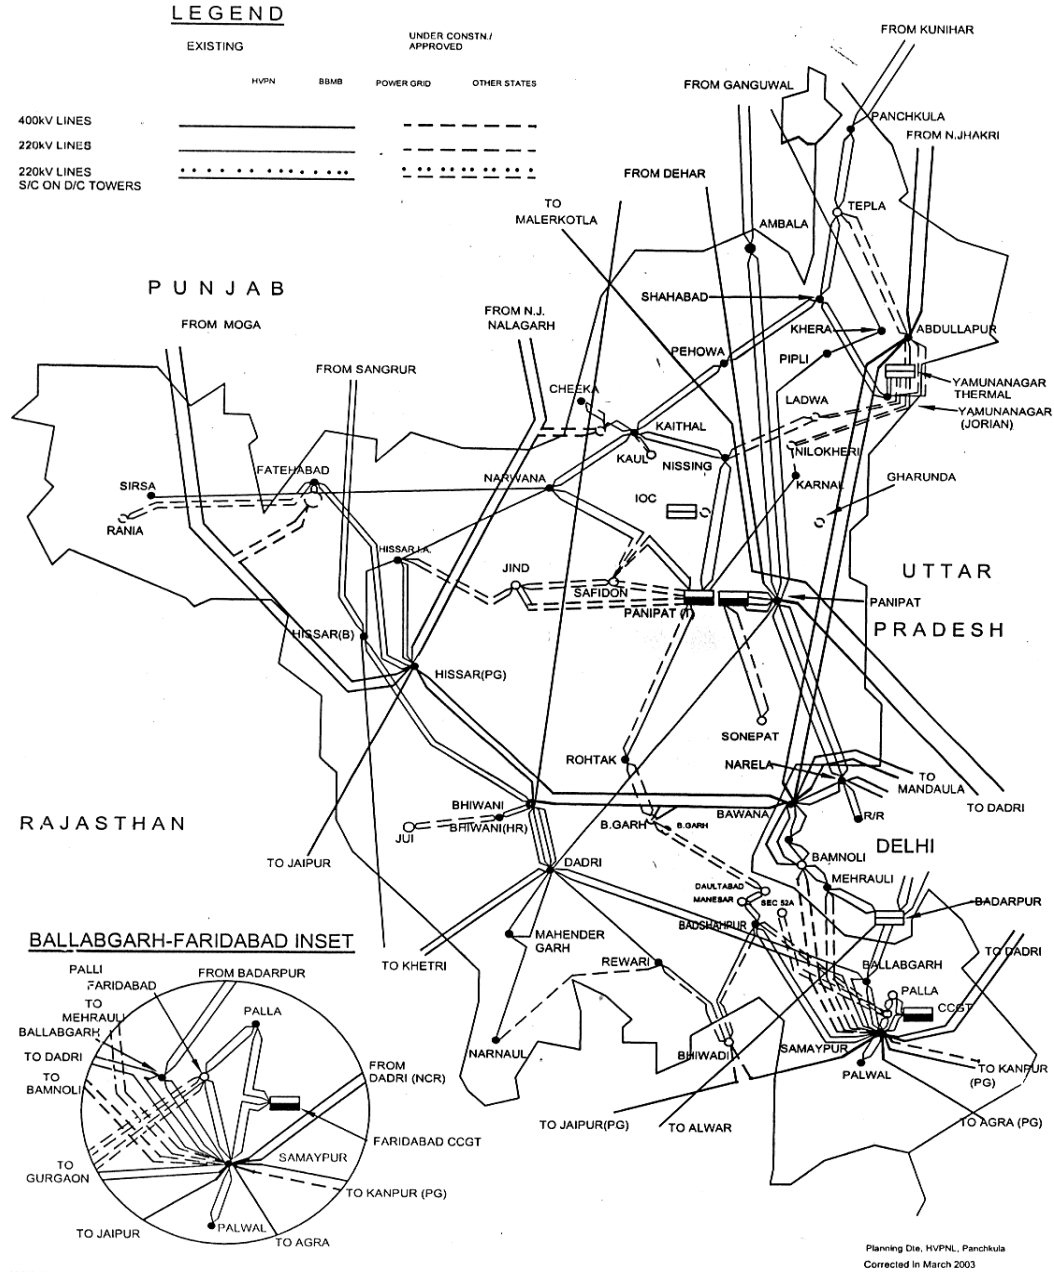 LEGEND
EXISTING
UNDER CONSTN./
APPROVED
HVPN
BBMB
POWER GRID
OTHER STATES
400kV LINES
220kV LINES
220kV LINES
S/C ON D/C TOWERS
FROM KUNIHAR
FROM GANGUWAL
PANCHKULA
FROM N.JHAKRI
FROM DEHAR
TO
MALERKOTLA
TEPLA
AMBALA
PUNJAB
SHAHABAD
FROM N.J.
NALAGARH
FROM MOGA
KHERA
ABDULLAPUR
PEHOWA
PIPLI
FROM SANGRUR
CHEEKA
YAMUNANAGAR
THERMAL
LADWA
YAMUNANAGAR
(JORIAN)
KAITHAL
KAUL
NISSING
NILOKHERI
FATEHABAD
SIRSA
NARWANA
KARNAL
GHARUNDA
IOC
RANIA
HISSAR I.A.
JIND
SAFIDON
UTTAR
PRADESH
PANIPAT (T)
PANIPAT
HISSAR(B)
HISSAR(PG)
SONEPAT
ROHTAK
NARELA
TO
MANDAULA
TO DADRI
BHIWANI
BHIWANI(HR)
BAWANA
R/R
B.GARH
B.GARH
RAJASTHAN
JUI
DELHI
TO JAIPUR
DADRI
BAMNOLI
MEHRAULI
DAULTABAD
MANESAR
SEC 52A
BADARPUR
BADSHAHPUR
MAHENDER
GARH
TO KHETRI
TO DADRI
REWARI
BALLABGARH
PALLA
CCGT
NARNAUL
BHIWADI
SAMAYPUR
PALWAL
TO KANPUR
(PG)
TO JAIPUR(PG)
TO ALWAR
TO AGRA (PG)
BALLABGARH-FARIDABAD INSET
PALLI
FARIDABAD
FROM BADARPUR
TO
MEHRAULI
BALLABGARH
PALLA
TO DADRI
FROM
DADRI (NCR)
TO
BAMNOLI
FARIDABAD CCGT
SAMAYPUR
TO
GURGAON
TO KANPUR (PG)
TO JAIPUR
PALWAL
TO AGRA
Planning Dte, HVPNL, Panchkula
Corrected In March 2003